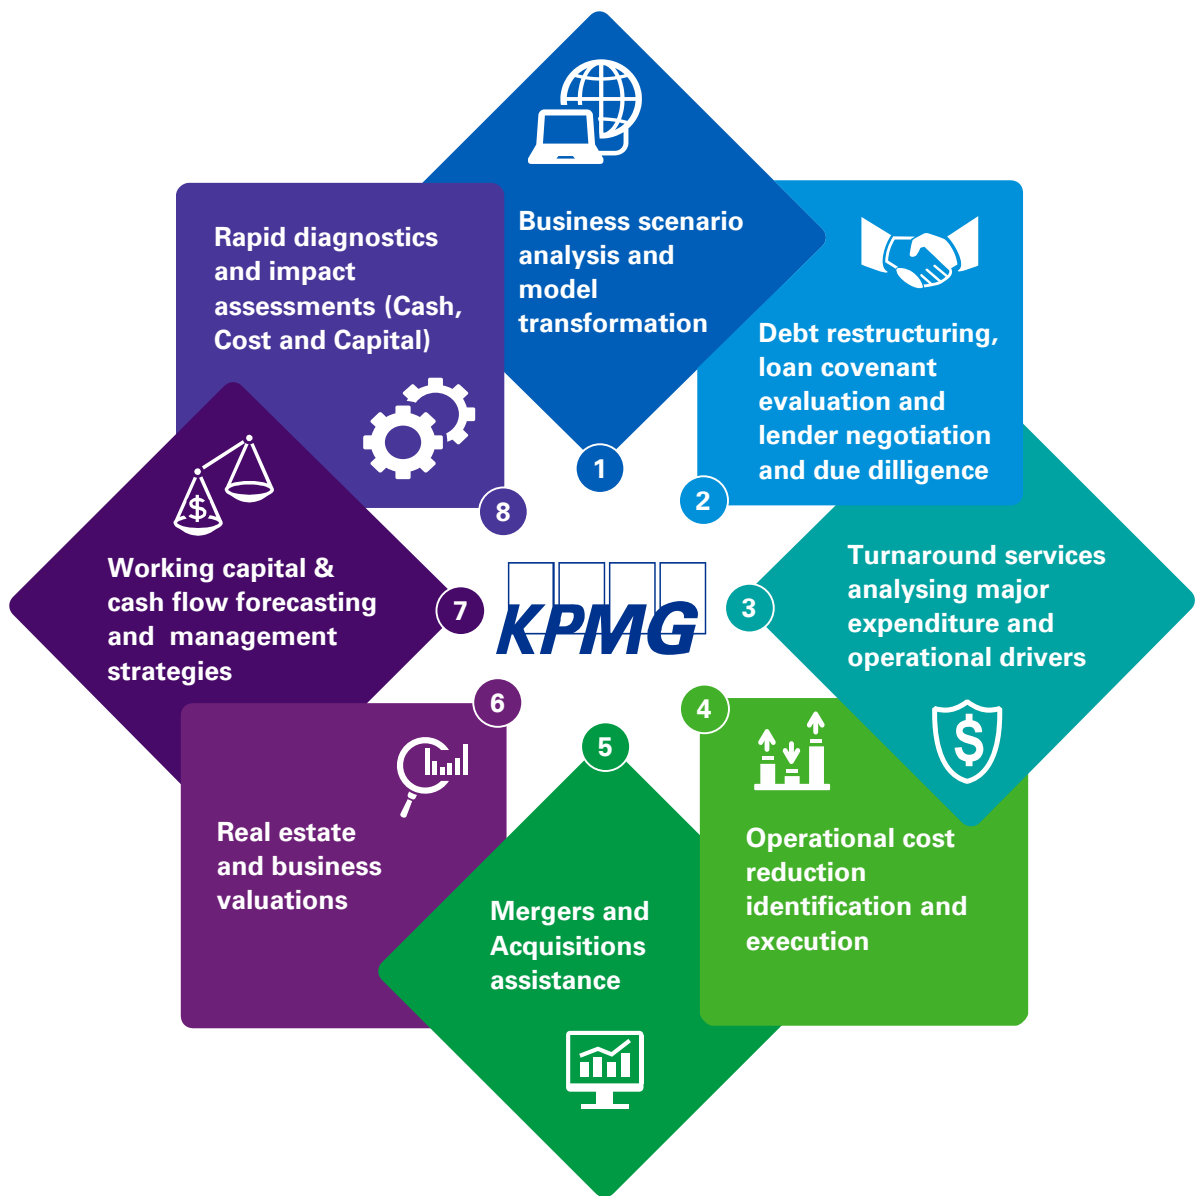 Business scenario
analysis and
model
transformation
1
Debt restructuring,
loan covenant
evaluation and
lender negotiation
and due dilligence
2
Turnaround services
analysing major
expenditure and
operational drivers
3
$
Operational cost
reduction
identification and
execution
4
Mergers and
Acquisitions
assistance
5
Real estate
and business
valuations
6
Working capital &
cash flow forecasting
and  management
strategies
7
$
Rapid diagnostics
and impact
assessments (Cash,
Cost and Capital)
8
KPMG